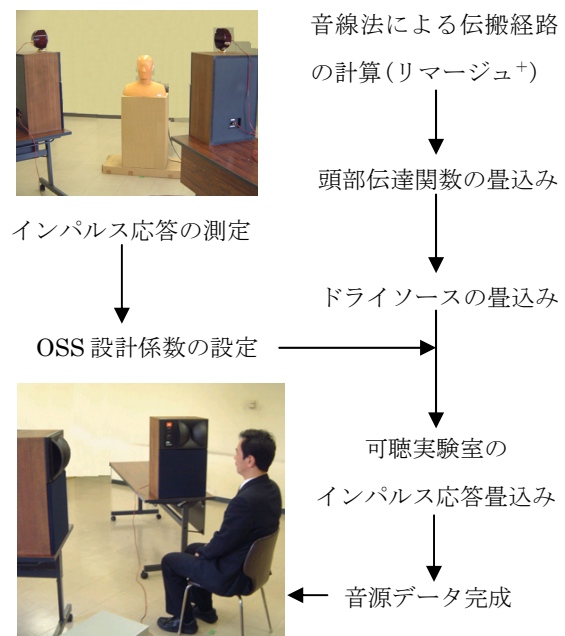 音線法による伝搬経路
の計算(リマージュ⁺)
頭部伝達関数の畳込み
インパルス応答の測定
ドライソースの畳込み
OSS 設計係数の設定
可聴実験室の
インパルス応答畳込み
音源データ完成